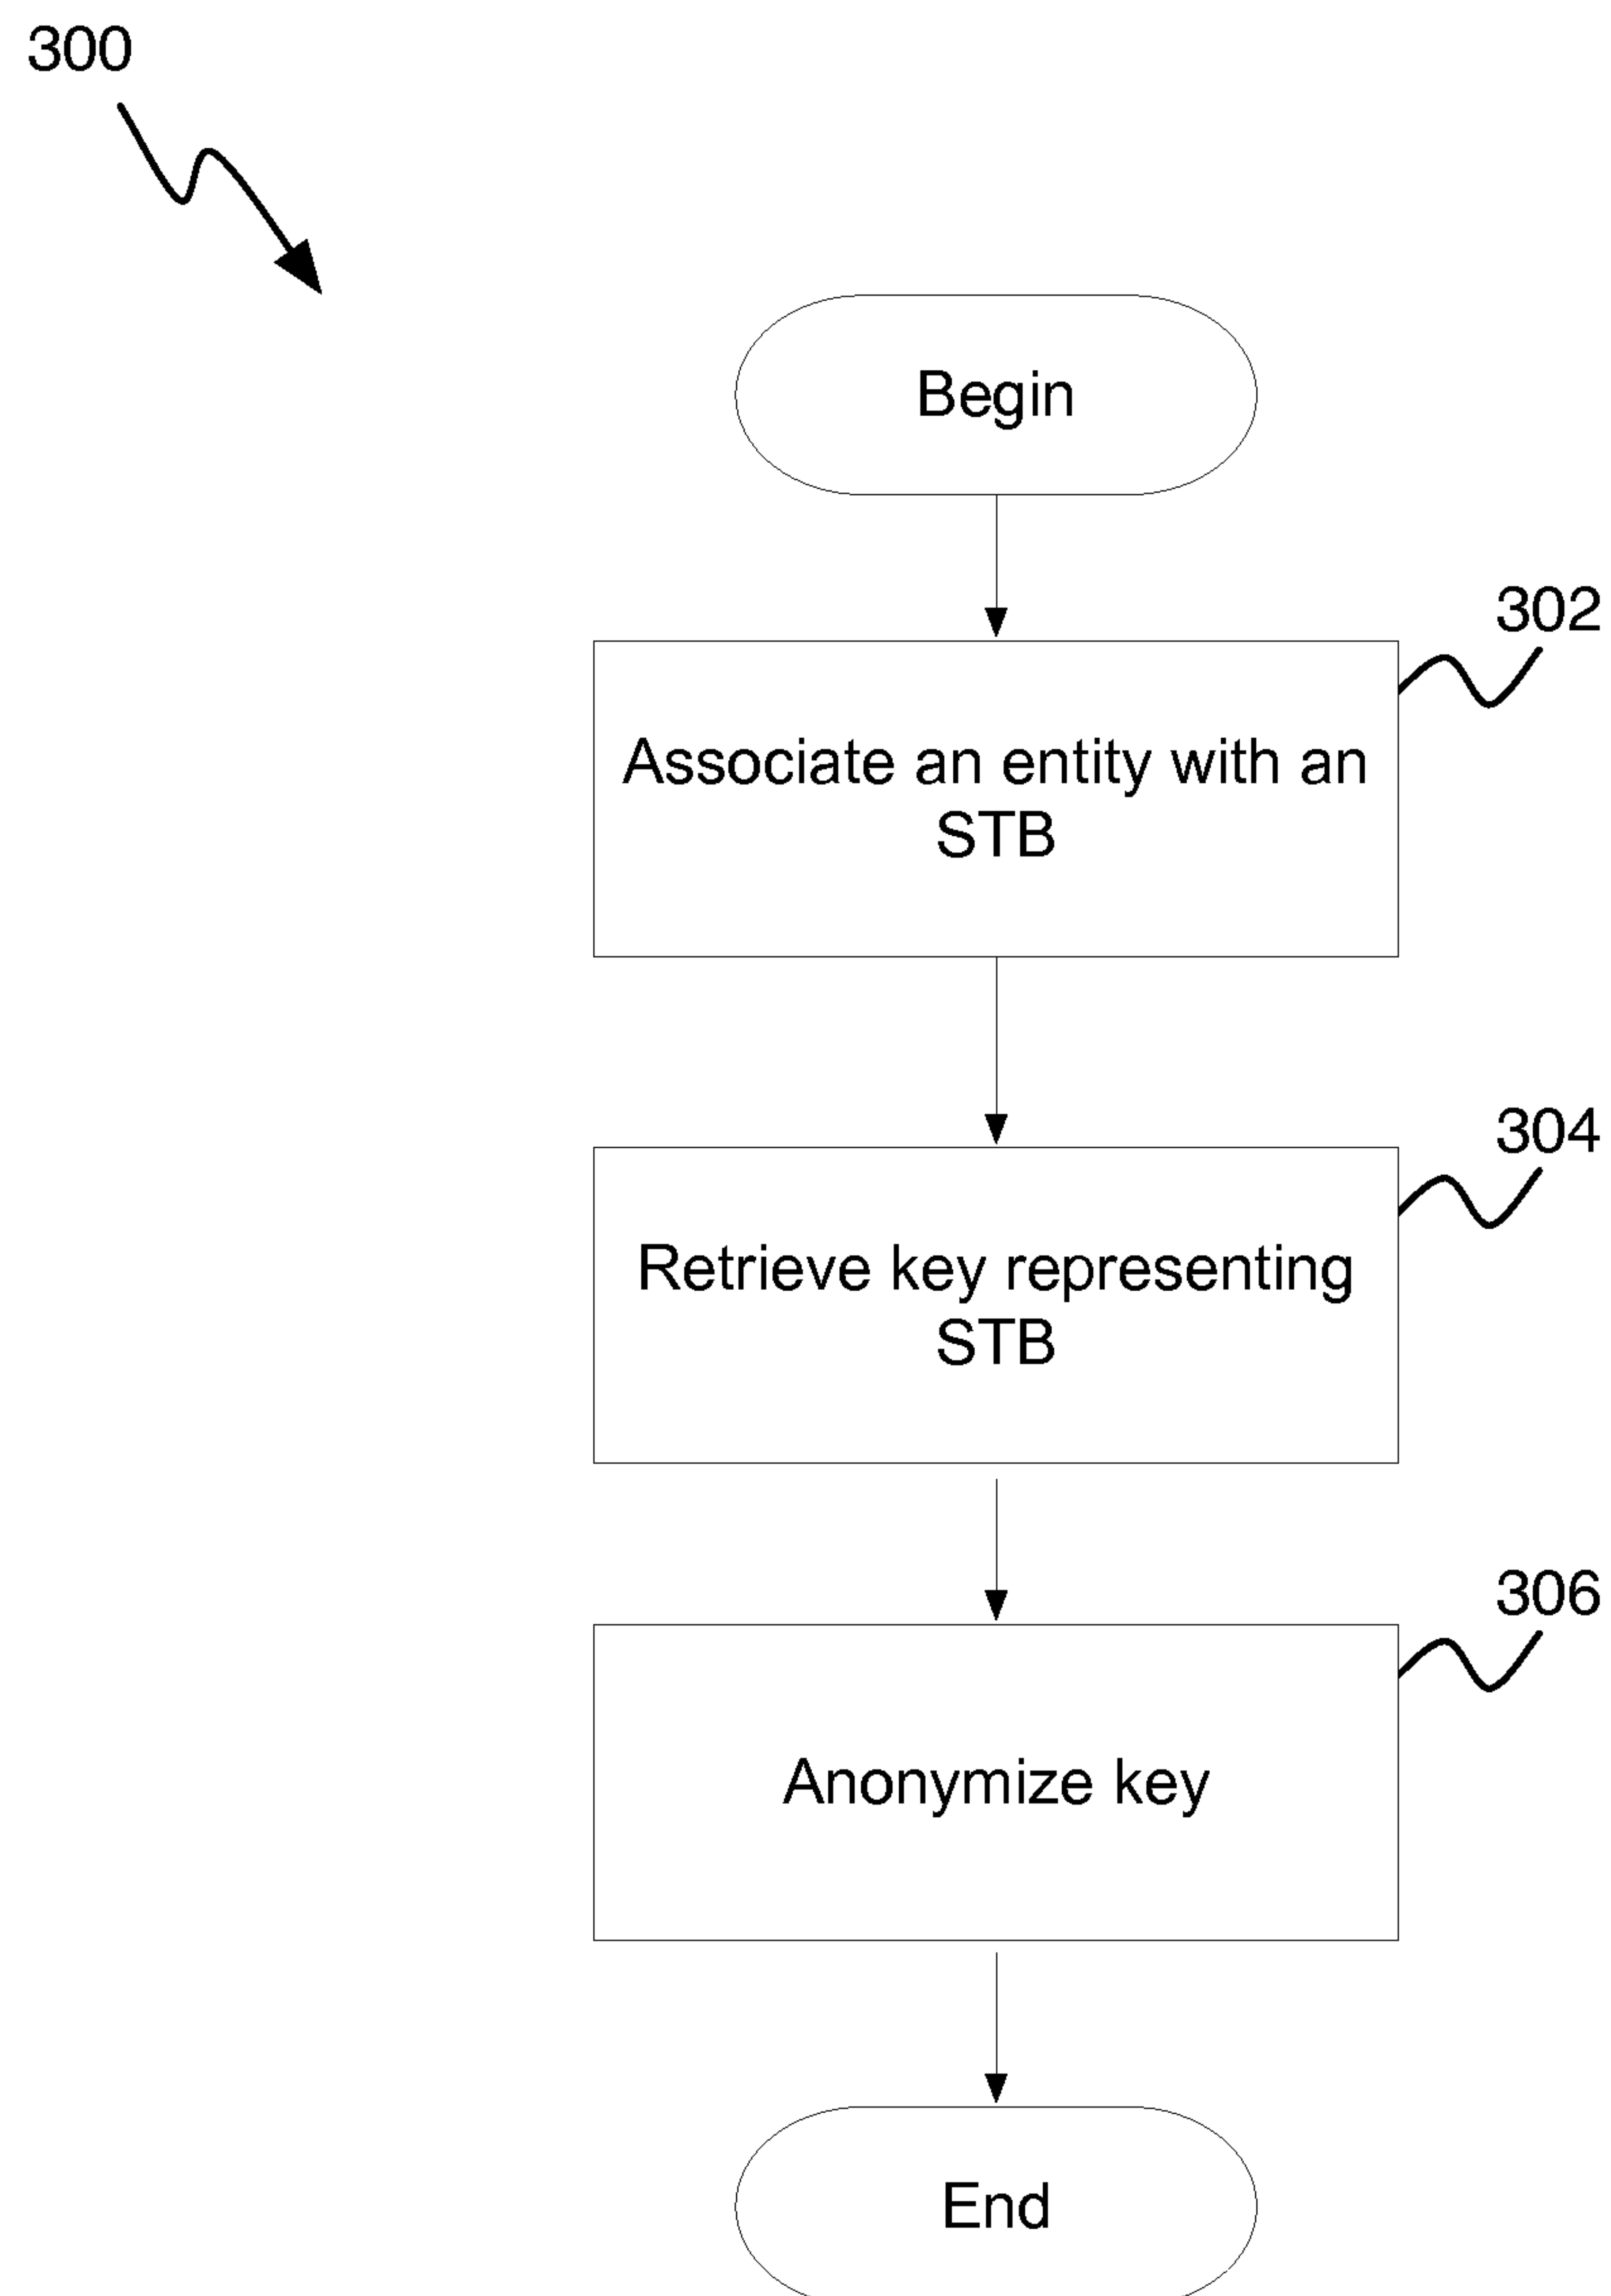 300
Begin
302
Associate an entity with an
STB
304
Retrieve key representing
STB
306
Anonymize key
End